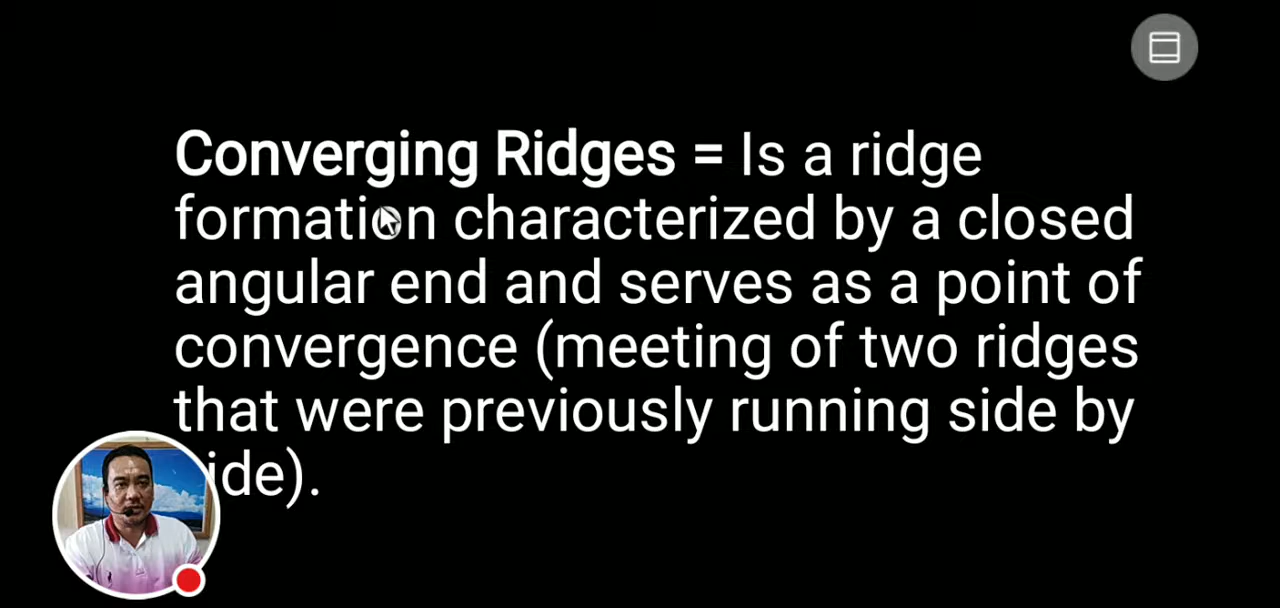 Converging Ridges = Is a ridge
formation characterized by a closed
angular end and serves as a point of
convergence (meeting of two ridges
that were previously running side by
ide).